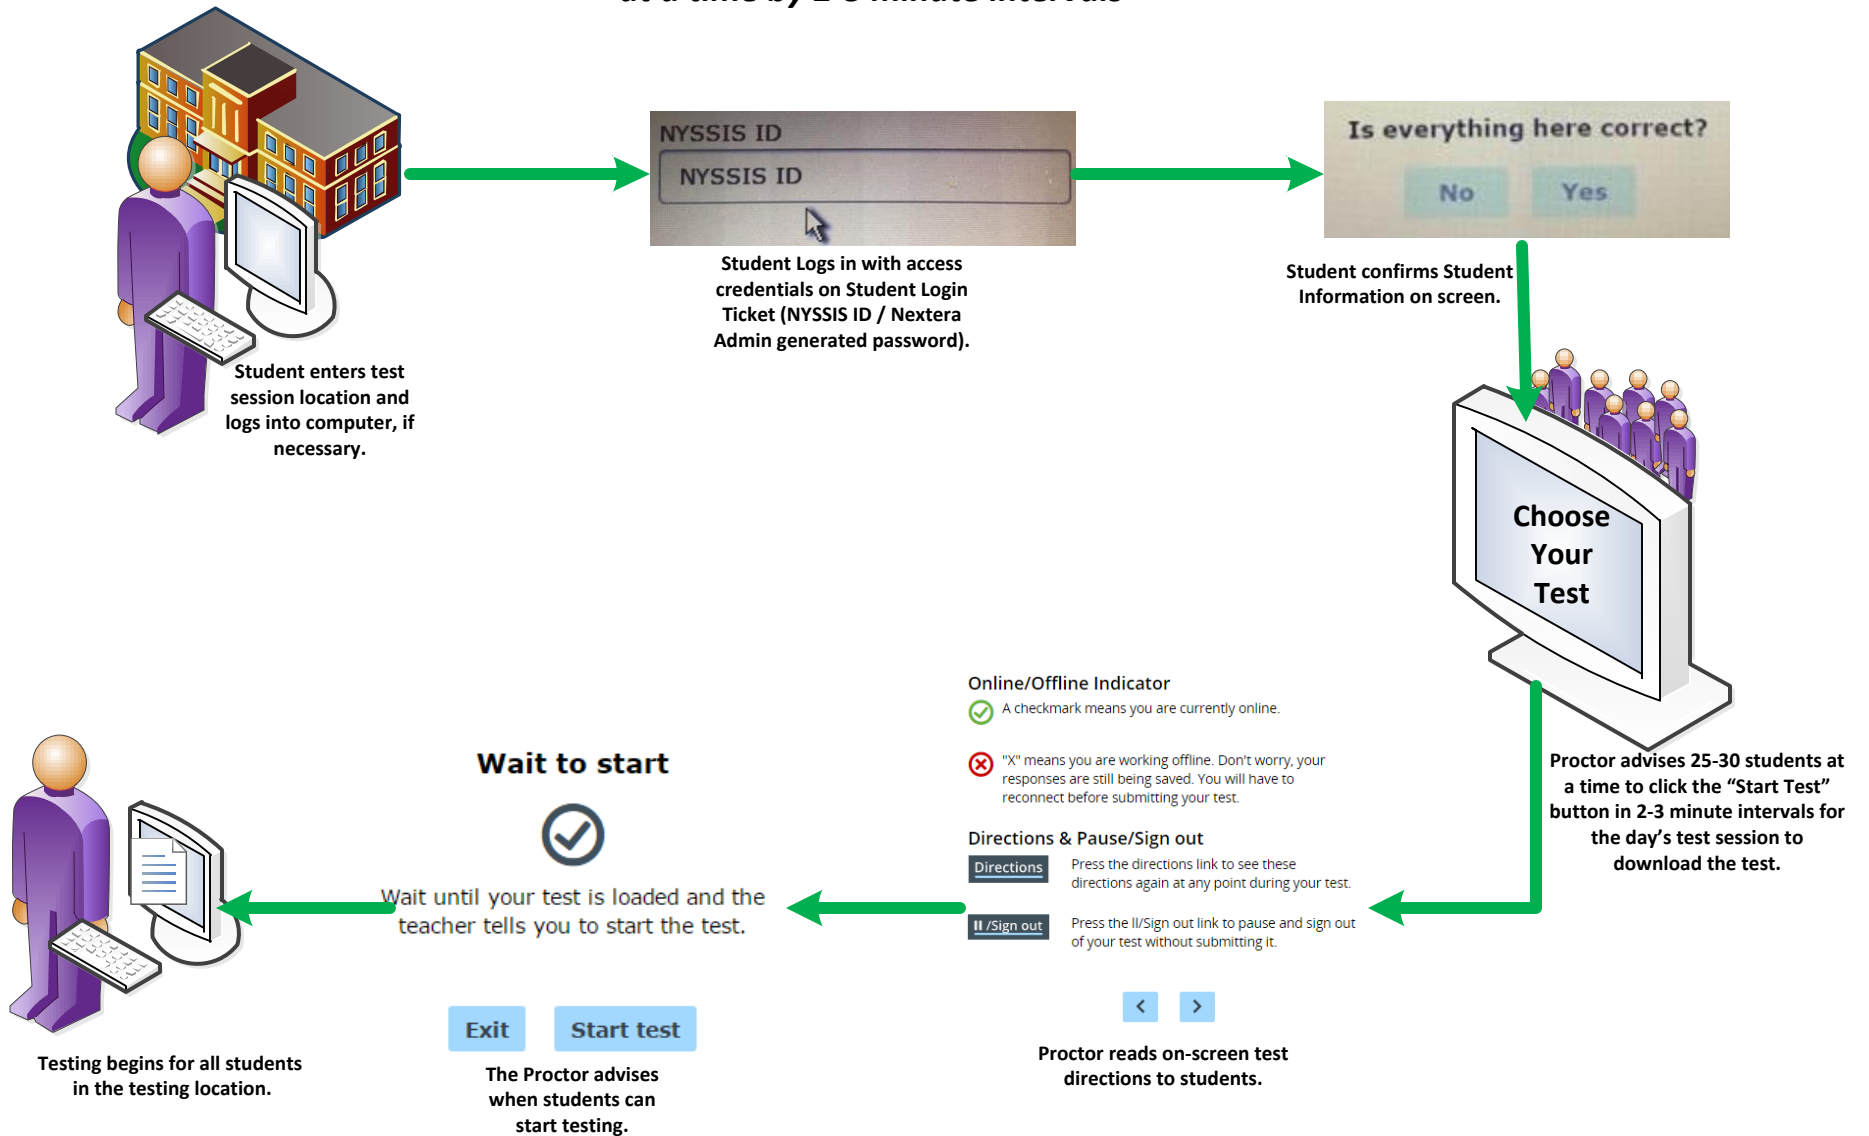 at a time by 2-3 minute intervals
NYSSIS ID
NYSSIS ID
Is everything here correct?
No Yes
Student Logs in with access
credentials on Student Login
Ticket (NYSSIS ID / Nextera
Admin generated password).
Student confirms Student
Information on screen.
Student enters test
session location and
logs into computer, if
necessary.
Choose
Your
Test
Proctor advises 25-30 students at
a time to click the “Start Test”
button in 2-3 minute intervals for
the day’s test session to
download the test.
Online/Offline Indicator
A checkmark means you are currently online.
"X" means you are working offline. Don't worry, your
responses are still being saved. You will have to
reconnect before submitting your test.
Directions & Pause/Sign out
Directions
Press the directions link to see these
directions again at any point during your test.
II /Sign out
Press the II/Sign out link to pause and sign out
of your test without submitting it.
< >
Proctor reads on-screen test
directions to students.
Wait to start
Wait until your test is loaded and the
teacher tells you to start the test.
Exit Start test
The Proctor advises
when students can
start testing.
Testing begins for all students
in the testing location.